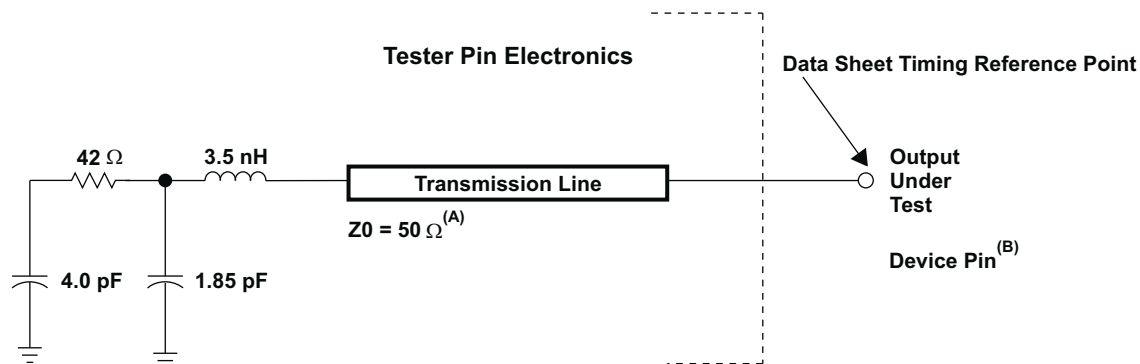 Tester Pin Electronics
Data Sheet Timing Reference Point
42 Ω
3.5 nH
Transmission Line
Output
Under
Test
Z0 = 50 Ω(A)
Device Pin(B)
4.0 pF
1.85 pF